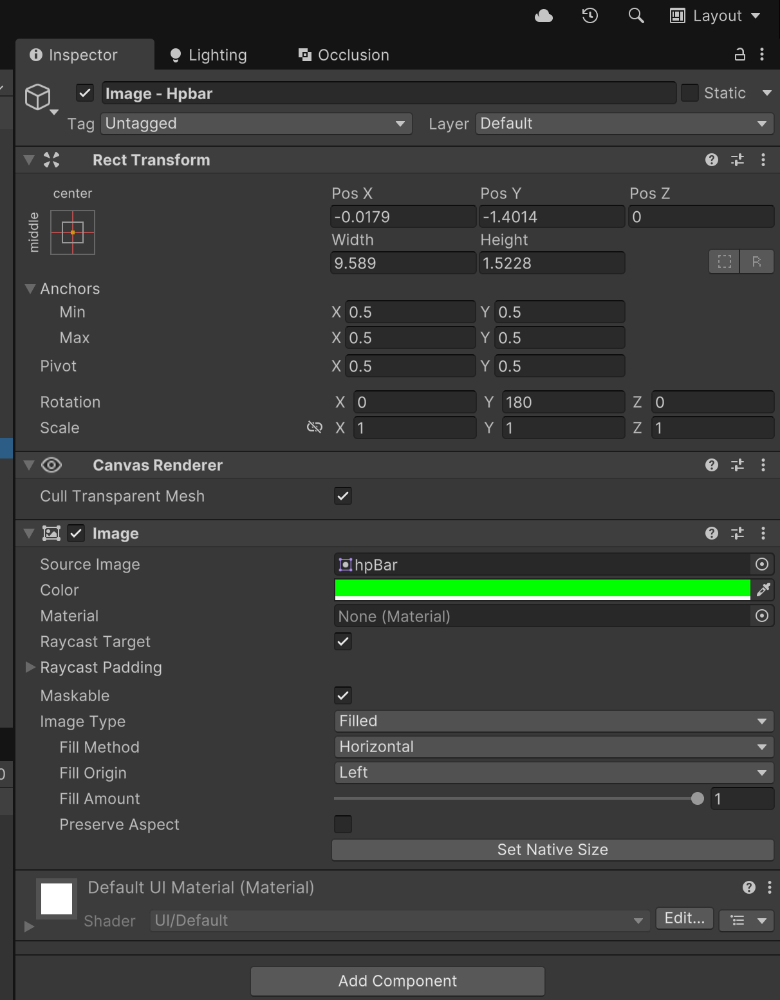 Layout
Inspector
Lighting
Occlusion
Image - Hpbar
Static
Tag
Untagged
Layer
Default
Rect Transform
center
middle
Pos X
Pos Y
Pos Z
-0.0179
-1.4014
0
Width
Height
9.589
1.5228
R
Anchors
Min
X 0.5
Y 0.5
Max
X 0.5
Y 0.5
Pivot
X 0.5
Y 0.5
Rotation
X 0
Y 180
Z 0
Scale
X 1
Y 1
Z 1
Canvas Renderer
Cull Transparent Mesh
Image
Source Image
hpBar
Color
Material
None (Material)
Raycast Target
Raycast Padding
Maskable
Image Type
Filled
Fill Method
Horizontal
Fill Origin
Left
Fill Amount
1
Preserve Aspect
Set Native Size
Default UI Material (Material)
Shader
UI/Default
Edit...
Add Component